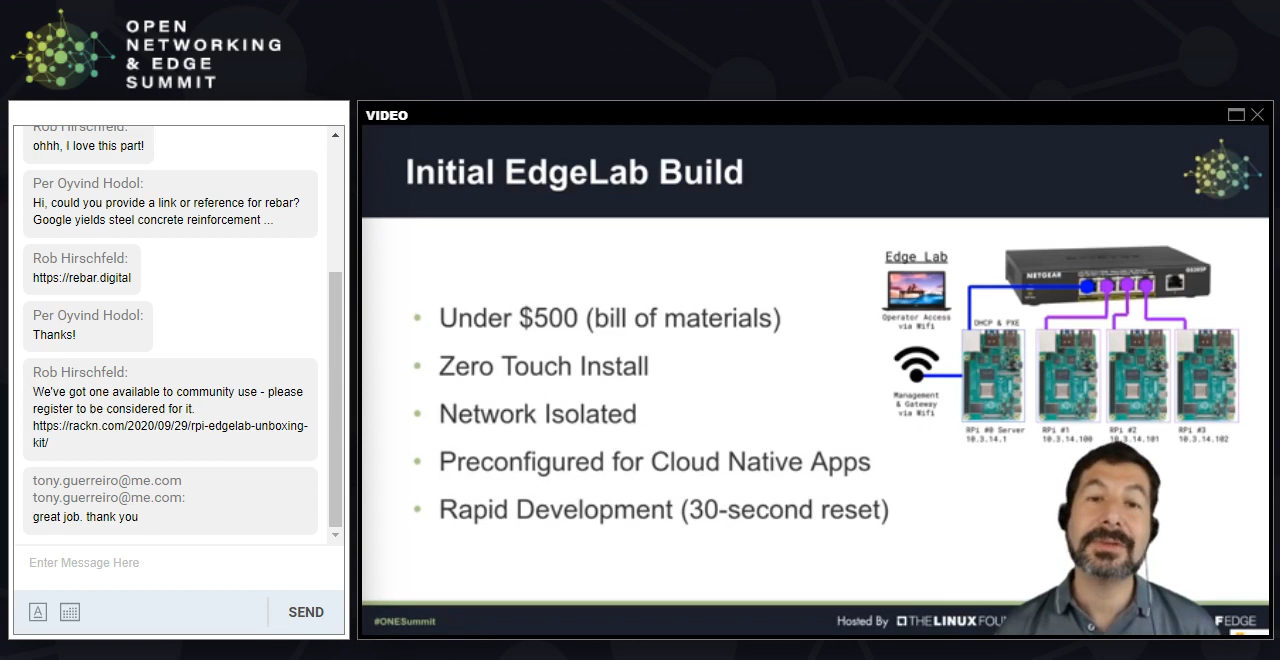 OPEN
NETWORKING
& EDGE
SUMMIT
Rob Hirschfeld:
ohhh, I love this part!
Per Oyvind Hodol:
Hi, could you provide a link or reference for rebar?
Google yields steel concrete reinforcement ...
Rob Hirschfeld:
https://rebar.digital
Per Oyvind Hodol:
Thanks!
Rob Hirschfeld:
We've got one available to community use - please
register to be considered for it.
https://rackn.com/2020/09/29/rpi-edgelab-unboxing-
kit/
tony.guerreiro@me.com
tony.guerreiro@me.com:
great job. thank you
Enter Message Here
A
SEND
VIDEO
Initial EdgeLab Build
• Under $500 (bill of materials)
• Zero Touch Install
• Network Isolated
• Preconfigured for Cloud Native Apps
• Rapid Development (30-second reset)
Edge Lab
Operator Access
via Wifi
NETGEAR
DHCP & PXE
Management
& Gateway
via Wifi
RPi #0 Server
10.3.14.1
RPi #1
10.3.14.100
RPi #2
10.3.14.101
RPi #3
10.3.14.102
#ONESummit
Hosted By
THE LINUX FOU
FEDGE